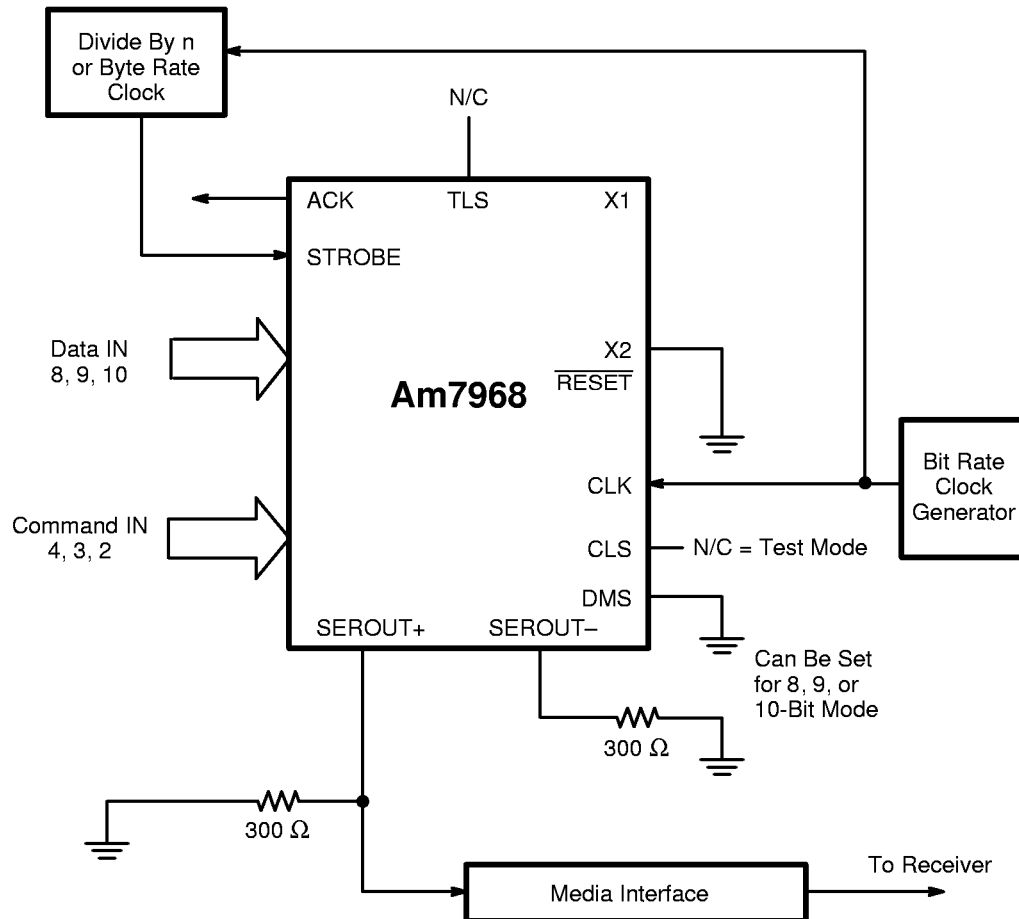 Divide By n
or Byte Rate
Clock
N/C
ACK
TLS
X1
STROBE
Data IN
8, 9, 10
X2
RESET
Am7968
Bit Rate
Clock
Generator
CLK
Command IN
4, 3, 2
CLS
N/C = Test Mode
DMS
SEROUT+
SEROUT–
Can Be Set
for 8, 9, or
10-Bit Mode
300 Ω
300 Ω
To Receiver
Media Interface